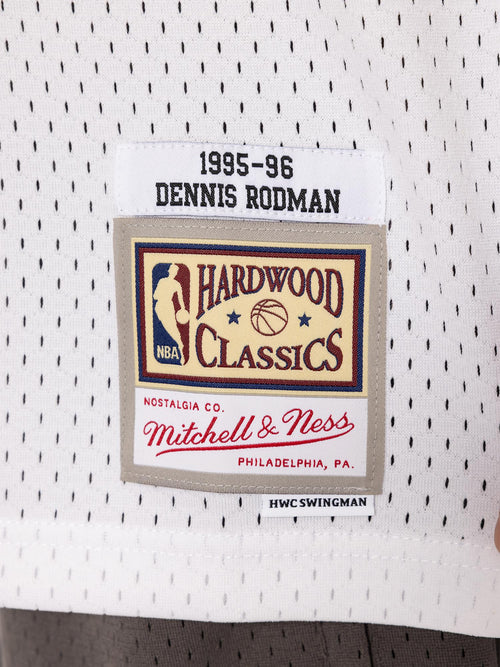 1995-96
DENNIS RODMAN
HARDWOOD
CLASSICS
NBA
NOSTALGIA CO.
Mitchell & Ness
PHILADELPHIA, PA.
HWC SWINGMAN